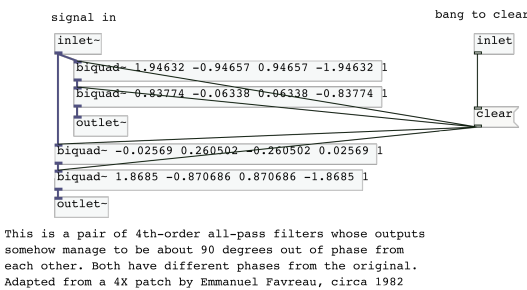 signal in
bang to clear
inlet~
inlet
biquad~ 1.94632 -0.94657 0.94657 -1.94632 1
biquad~ 0.83774 -0.06338 0.06338 -0.83774 1
clear
outlet~
biquad~ -0.02569 0.260502 -0.260502 0.02569 1
biquad~ 1.8685 -0.870686 0.870686 -1.8685 1
outlet~
This is a pair of 4th-order all-pass filters whose outputs
somehow manage to be about 90 degrees out of phase from
each other. Both have different phases from the original.
Adapted from a 4X patch by Emmanuel Favreau, circa 1982